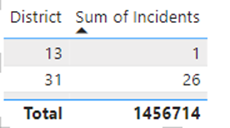 District Sum of Incidents
13 1
31 26
Total 1456714